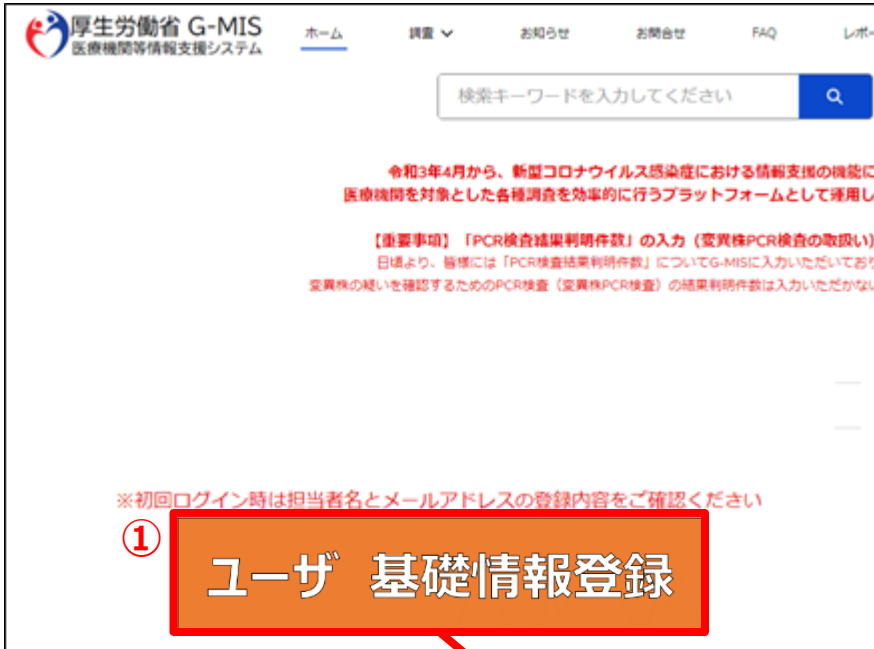 厚生労働省 G-MIS
医療機関等情報支援システム
ホーム
調査
お知らせ
お問合せ
FAQ
レポー
検索キーワードを入力してください
令和3年4月から、新型コロナウイルス感染症における情報支援の機能に
医療機関を対象とした各種調査を効率的に行うプラットフォームとして運用し
【重要事項】「PCR検査結果判明件数」の入力（変異株PCR検査の取扱い）
日頃より、皆様には「PCR検査結果判明件数」についてG-MISに入力いただいており
変異株の疑いを確認するためのPCR検査（変異株PCR検査）の結果判明件数は入力いただかない
※初回ログイン時は担当者名とメールアドレスの登録内容をご確認ください
①
ユーザ 基礎情報登録